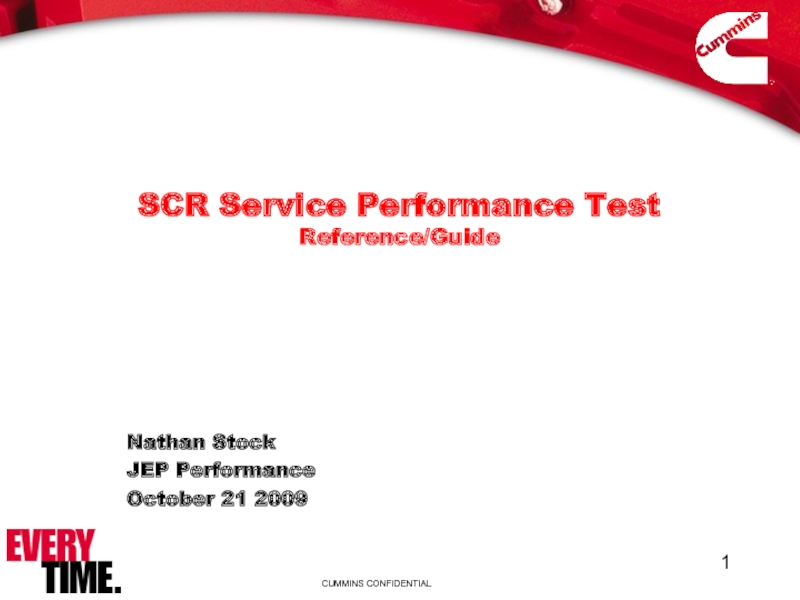 Cummins
SCR Service Performance Test
Reference/Guide
Nathan Stock
JEP Performance
October 21 2009
EVERY
TIME.
CUMMINS CONFIDENTIAL
1